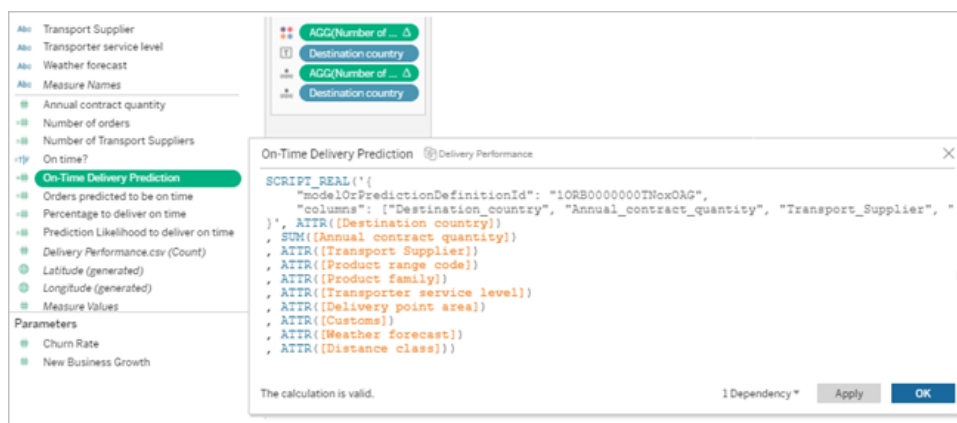 Abc Transport Supplier
Abc Transporter service level
Abc Weather forecast
Abc Measure Names
Annual contract quantity
Number of orders
Number of Transport Suppliers
On time?
On-Time Delivery Prediction
Orders predicted to be on time
Percentage to deliver on time
Prediction Likelihood to deliver on time
Delivery Performance.csv (Count)
Latitude (generated)
Longitude (generated)
Measure Values
Parameters
Churn Rate
New Business Growth
AGG(Number of ... Δ
T Destination country
AGG(Number of ... Δ
Destination country
On-Time Delivery Prediction Delivery Performance
SCRIPT_REAL('{
"modelOrPredictionDefinitionId": "1ORB0000000TNoxOAG",
"columns": ["Destination_country", "Annual_contract_quantity", "Transport_Supplier", "
}', ATTR([Destination country])
, SUM([Annual contract quantity])
, ATTR([Transport Supplier])
, ATTR([Product range code])
, ATTR([Product family])
, ATTR([Transporter service level])
, ATTR([Delivery point area])
, ATTR([Customs])
, ATTR([Weather forecast])
, ATTR([Distance class]))
The calculation is valid.
1 Dependency
Apply
OK